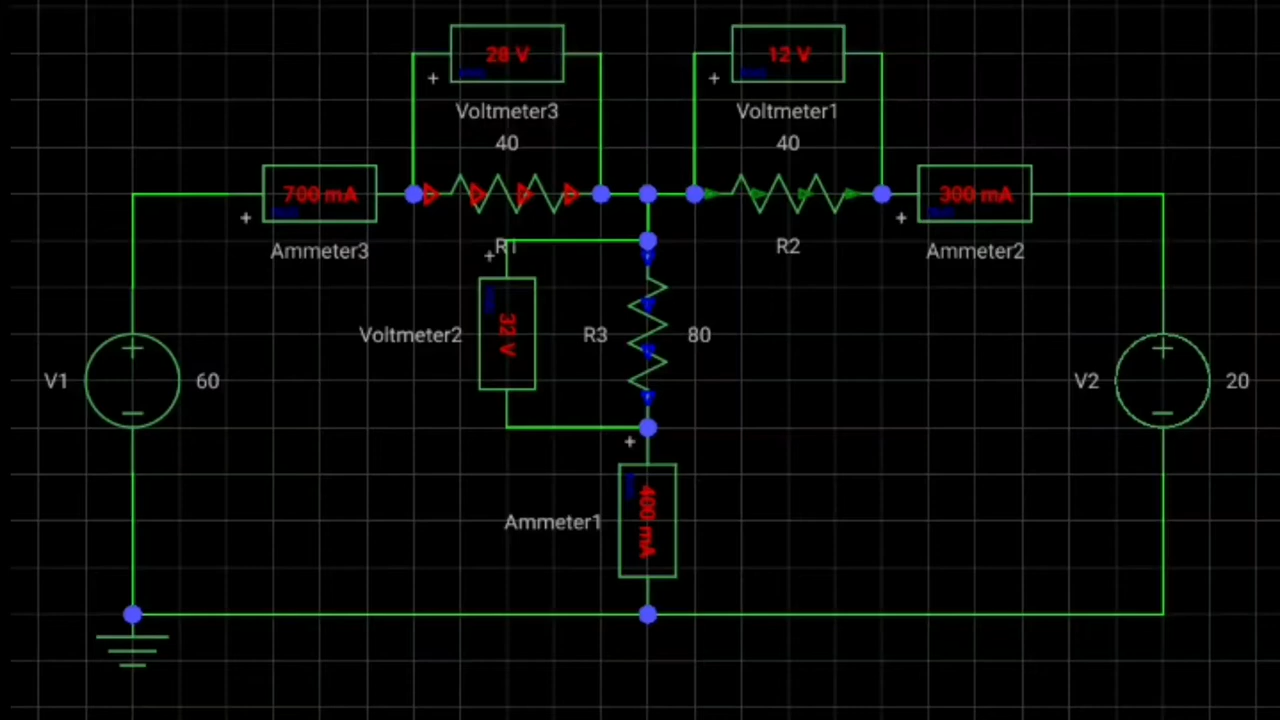 28 V
12 V
+
+
Voltmeter3
Voltmeter1
40
40
700 mA
300 mA
+
+
Ammeter3
R1
R2
Ammeter2
+
Voltmeter2
32 V
R3
80
V1
60
V2
20
+
Ammeter1
400 mA